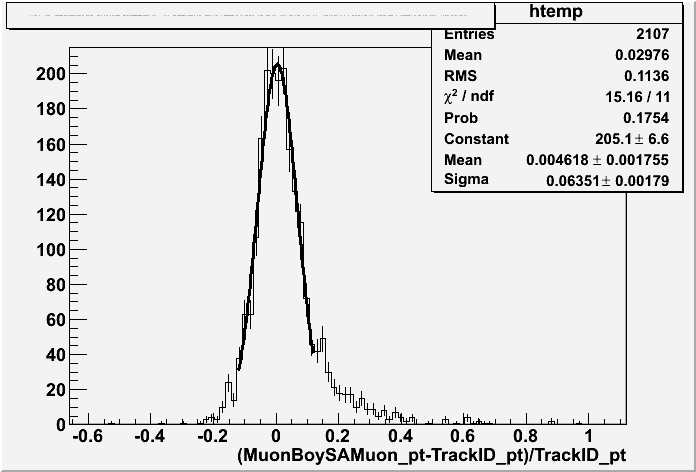 htemp
Entries 2107
Mean 0.02976
RMS 0.1136
χ² / ndf 15.16 / 11
Prob 0.1754
Constant 205.1 ± 6.6
Mean 0.004618 ± 0.001755
Sigma 0.06351 ± 0.00179
200
180
160
140
120
100
80
60
40
20
0
-0.6 -0.4 -0.2 0 0.2 0.4 0.6 0.8 1
(MuonBoySAMuon_pt-TrackID_pt)/TrackID_pt